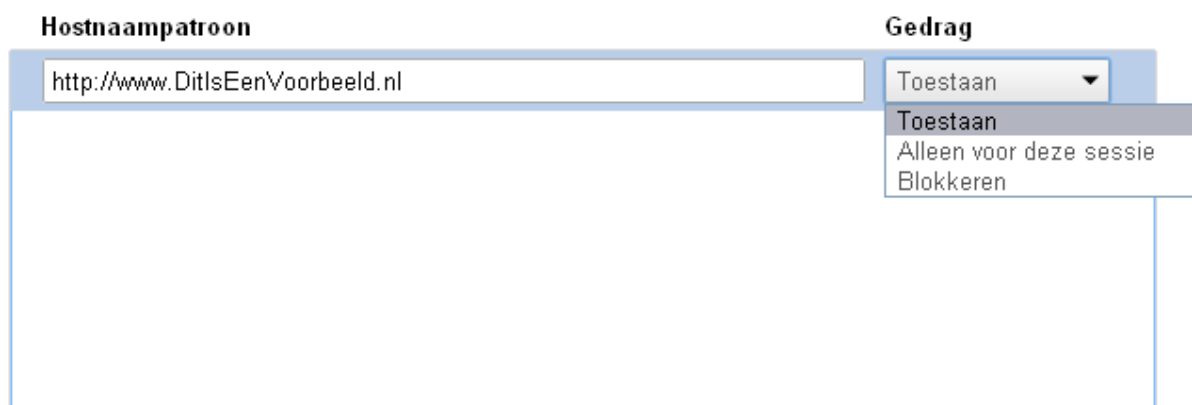 Hostnaampatroon Gedrag
http://www.DitIsEenVoorbeeld.nl Toestaan
Toestaan
Alleen voor deze sessie
Blokkeren